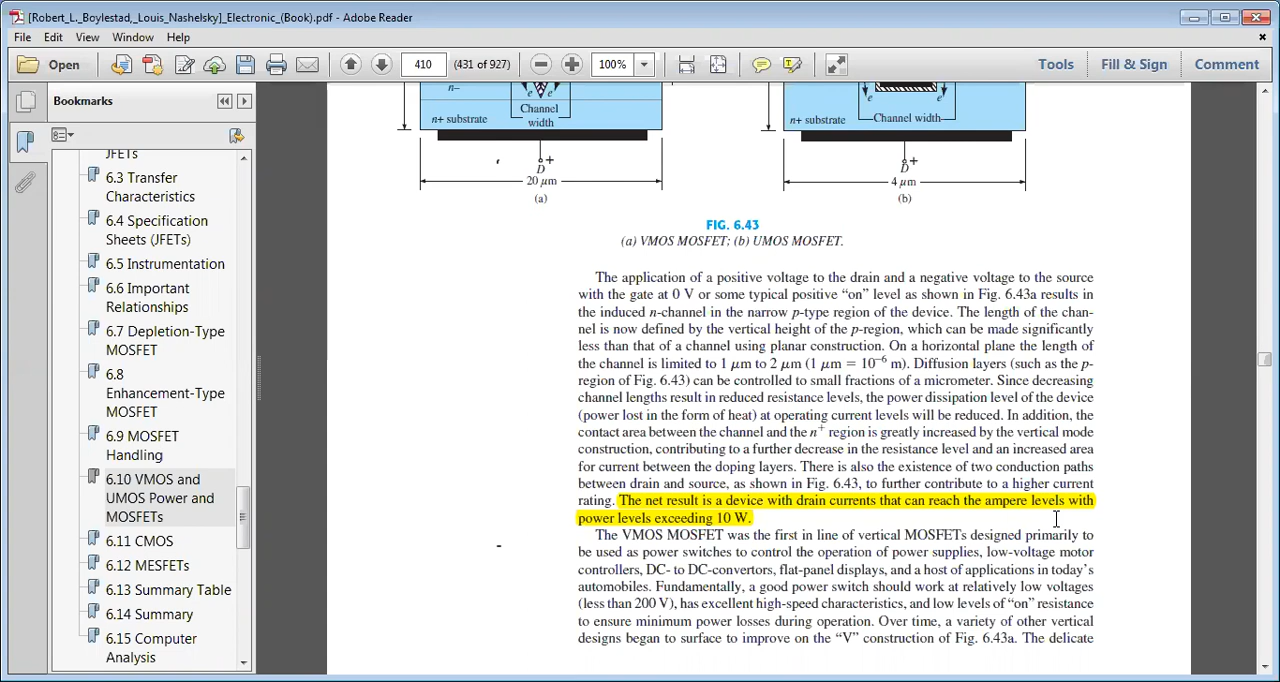 [Robert_L._Boylestad,_Louis_Nashelsky]_Electronic_(Book).pdf - Adobe Reader
File Edit View Window Help
Open
410
(431 of 927)
100%
Tools
Fill & Sign
Comment
Bookmarks
JFETs
6.3 Transfer
Characteristics
6.4 Specification
Sheets (JFETs)
6.5 Instrumentation
6.6 Important
Relationships
6.7 Depletion-Type
MOSFET
6.8
Enhancement-Type
MOSFET
6.9 MOSFET
Handling
6.10 VMOS and
UMOS Power and
MOSFETs
6.11 CMOS
6.12 MESFETs
6.13 Summary Table
6.14 Summary
6.15 Computer
Analysis
n–
e e
Channel
width
n+ substrate
D
+
20 µm
(a)
e e
Channel width
n+ substrate
D
+
4 µm
(b)
FIG. 6.43
(a) VMOS MOSFET; (b) UMOS MOSFET.
The application of a positive voltage to the drain and a negative voltage to the source
with the gate at 0 V or some typical positive “on” level as shown in Fig. 6.43a results in
the induced n-channel in the narrow p-type region of the device. The length of the chan-
nel is now defined by the vertical height of the p-region, which can be made significantly
less than that of a channel using planar construction. On a horizontal plane the length of
the channel is limited to 1 µm to 2 µm (1 µm = 10⁻⁶ m). Diffusion layers (such as the p-
region of Fig. 6.43) can be controlled to small fractions of a micrometer. Since decreasing
channel lengths result in reduced resistance levels, the power dissipation level of the device
(power lost in the form of heat) at operating current levels will be reduced. In addition, the
contact area between the channel and the n⁺ region is greatly increased by the vertical mode
construction, contributing to a further decrease in the resistance level and an increased area
for current between the doping layers. There is also the existence of two conduction paths
between drain and source, as shown in Fig. 6.43, to further contribute to a higher current
rating. The net result is a device with drain currents that can reach the ampere levels with
power levels exceeding 10 W.
The VMOS MOSFET was the first in line of vertical MOSFETs designed primarily to
be used as power switches to control the operation of power supplies, low-voltage motor
controllers, DC- to DC-convertors, flat-panel displays, and a host of applications in today’s
automobiles. Fundamentally, a good power switch should work at relatively low voltages
(less than 200 V), has excellent high-speed characteristics, and low levels of “on” resistance
to ensure minimum power losses during operation. Over time, a variety of other vertical
designs began to surface to improve on the “V” construction of Fig. 6.43a. The delicate